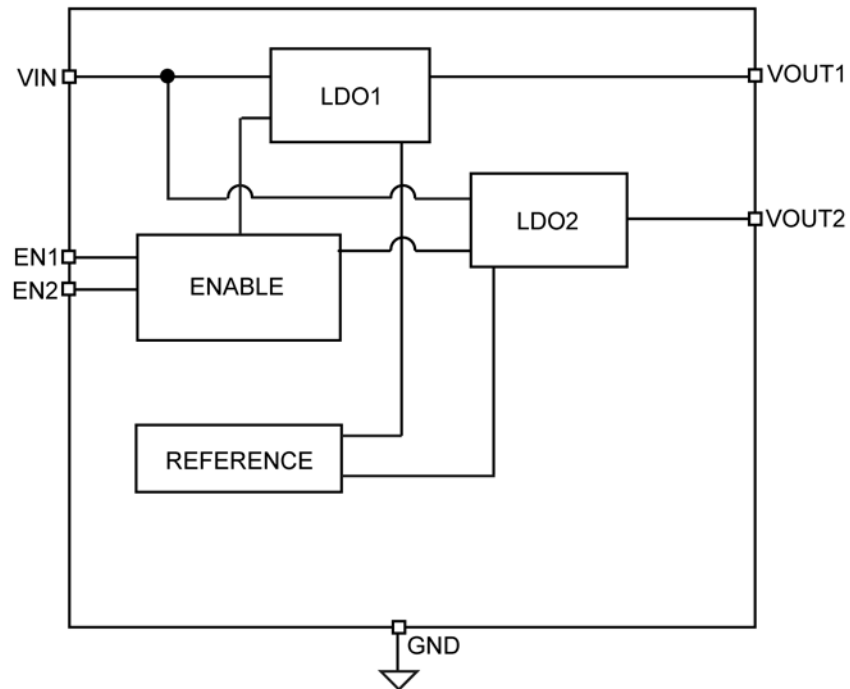 VIN
LDO1
VOUT1
LDO2
VOUT2
EN1
EN2
ENABLE
REFERENCE
GND